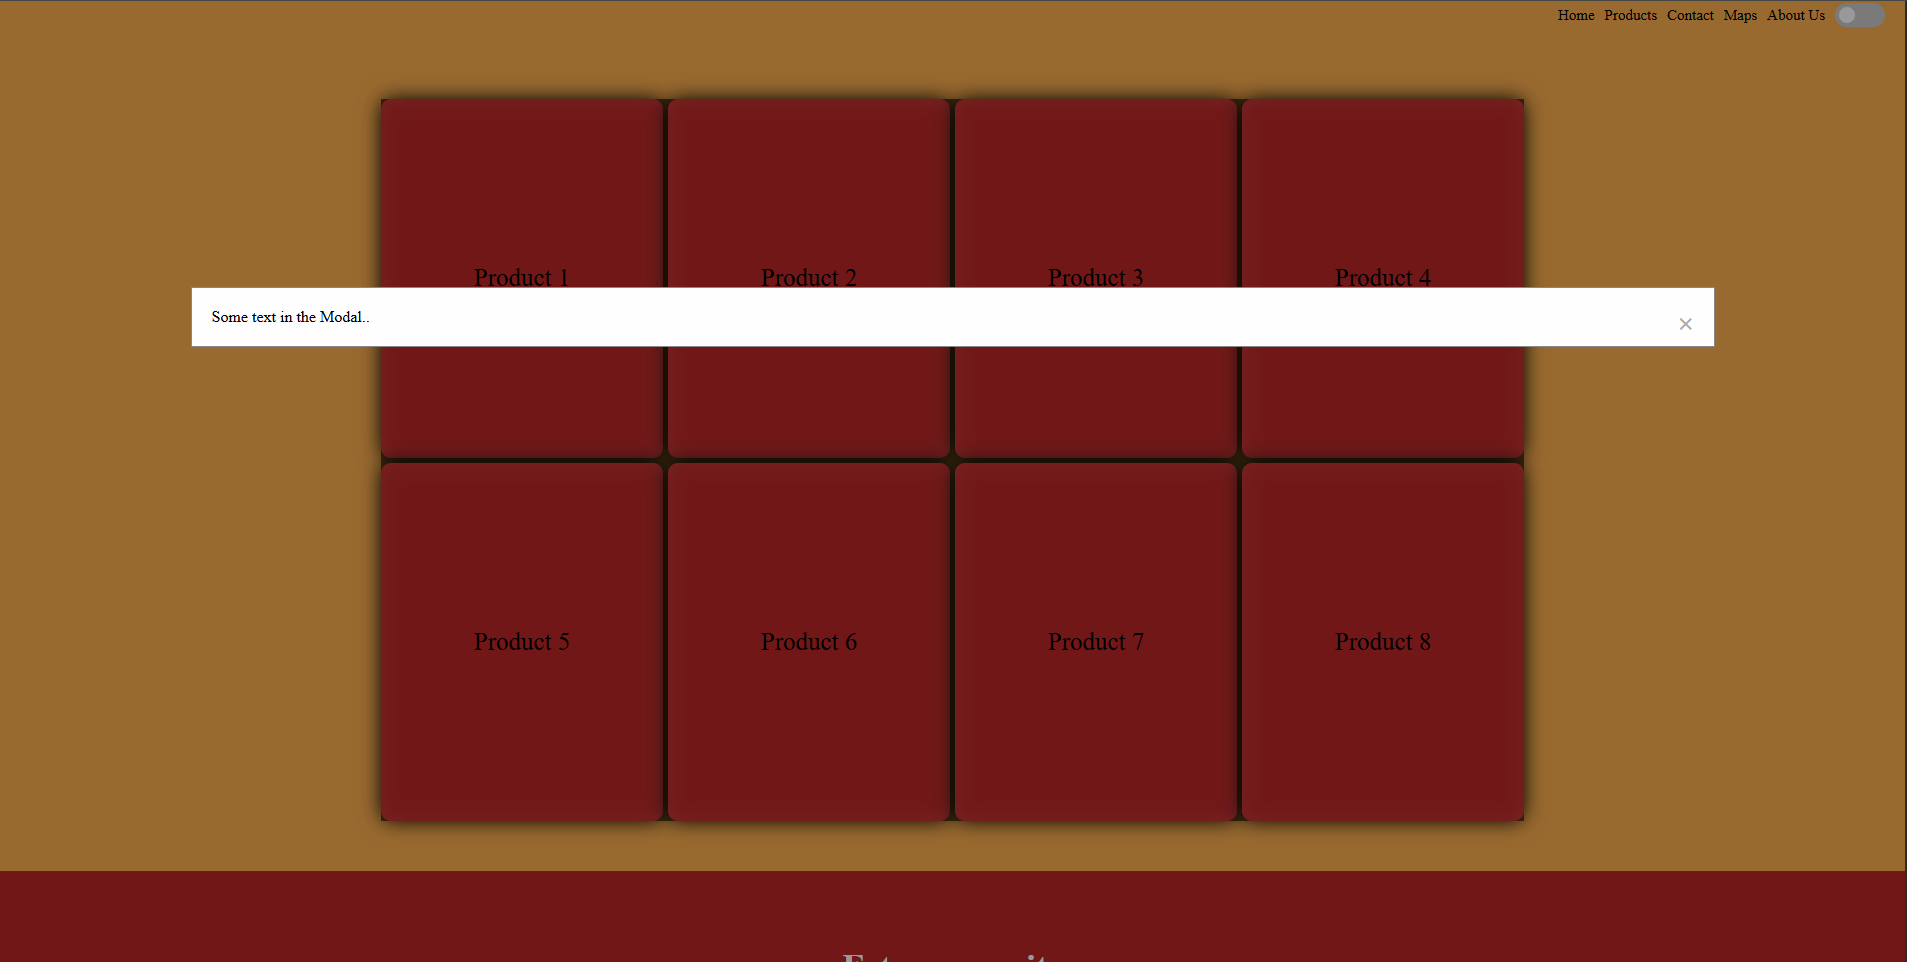 Home Products Contact Maps About Us
Product 1 Product 2 Product 3 Product 4
Some text in the Modal..
×
Product 5 Product 6 Product 7 Product 8